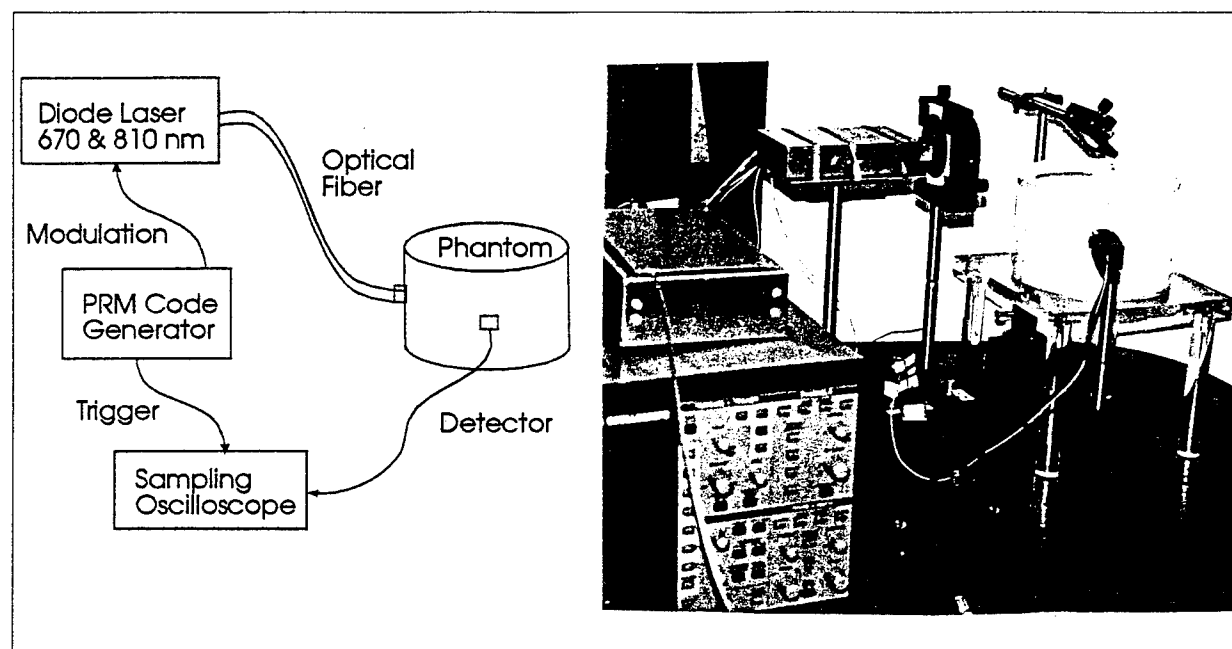 Diode Laser
670 & 810 nm
Optical
Fiber
Modulation
Phantom
PRM Code
Generator
Trigger
Detector
Sampling
Oscilloscope